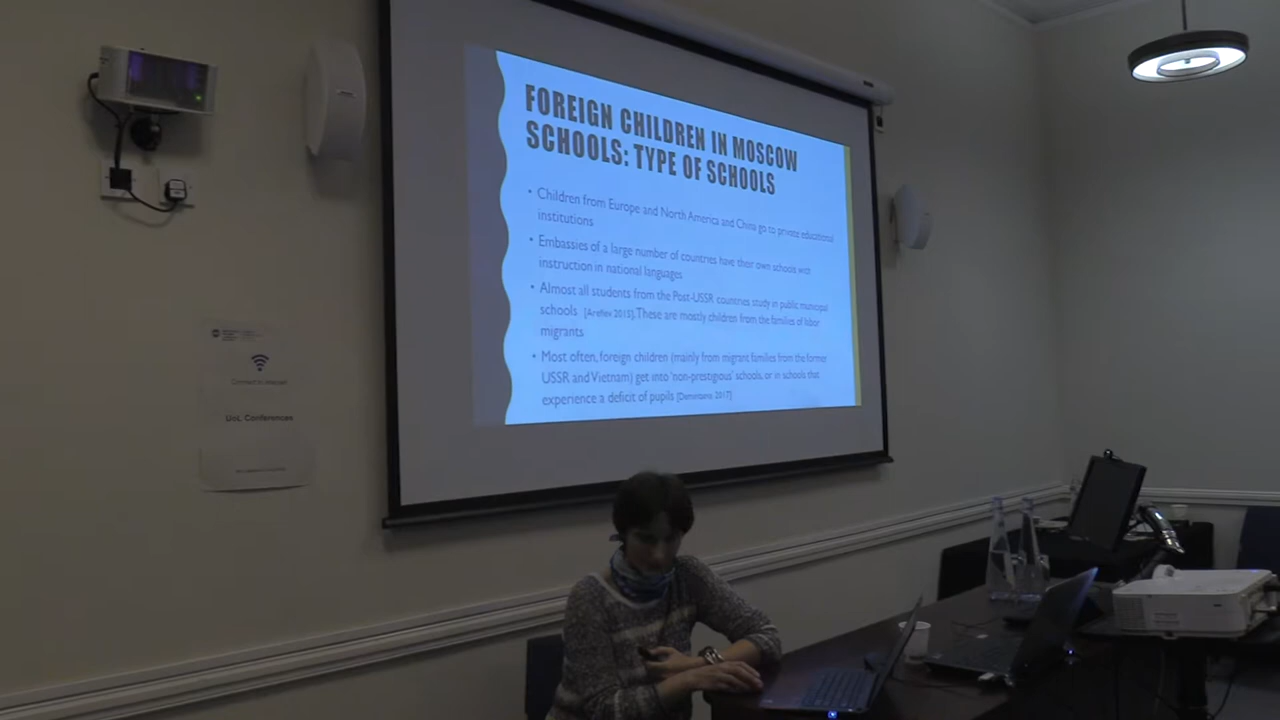 FOREIGN CHILDREN IN MOSCOW
SCHOOLS: TYPE OF SCHOOLS
• Children from Europe and North America and China go to private educational
institutions
• Embassies of a large number of countries have their own schools with
instruction in national languages
• Almost all students from the Post-USSR countries study in public municipal
schools [Arefiev 2015]. These are mostly children from the families of labor
migrants
• Most often, foreign children (mainly from migrant families from the former
USSR and Vietnam) get into 'non-prestigious' schools, or in schools that
experience a deficit of pupils [Demintseva 2017]
UoL Conferences